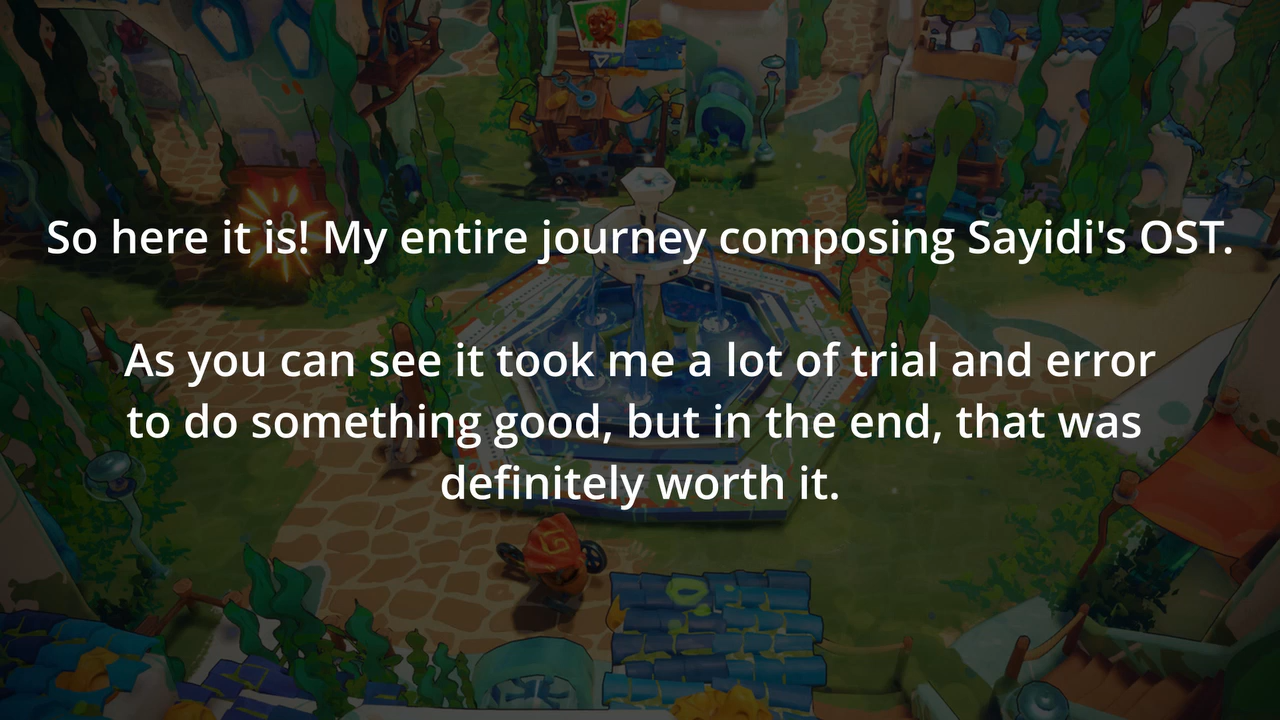 So here it is! My entire journey composing Sayidi's OST.
As you can see it took me a lot of trial and error
to do something good, but in the end, that was
definitely worth it.